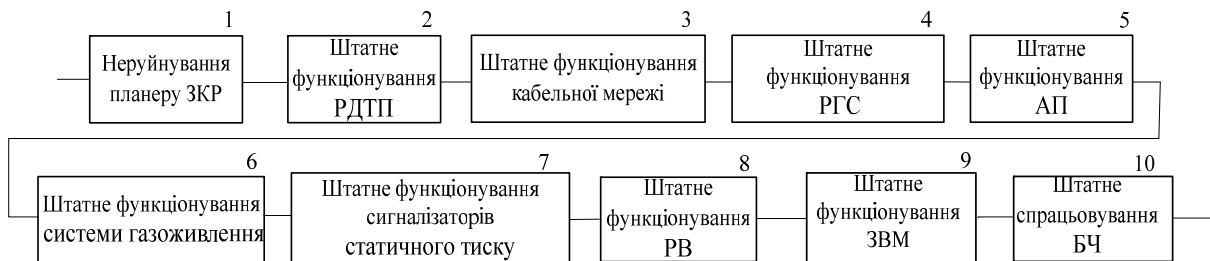 1
Неруйнування
планеру ЗКР
2
Штатне
функціонування
РДТП
3
Штатне функціонування
кабельної мережі
4
Штатне
функціонування
РГС
5
Штатне
функціонування
АП
6
Штатне функціонування
системи газоживлення
7
Штатне функціонування
сигналізаторів
статичного тиску
8
Штатне
функціонування
РВ
9
Штатне
функціонування
ЗВМ
10
Штатне
спрацьовування
БЧ